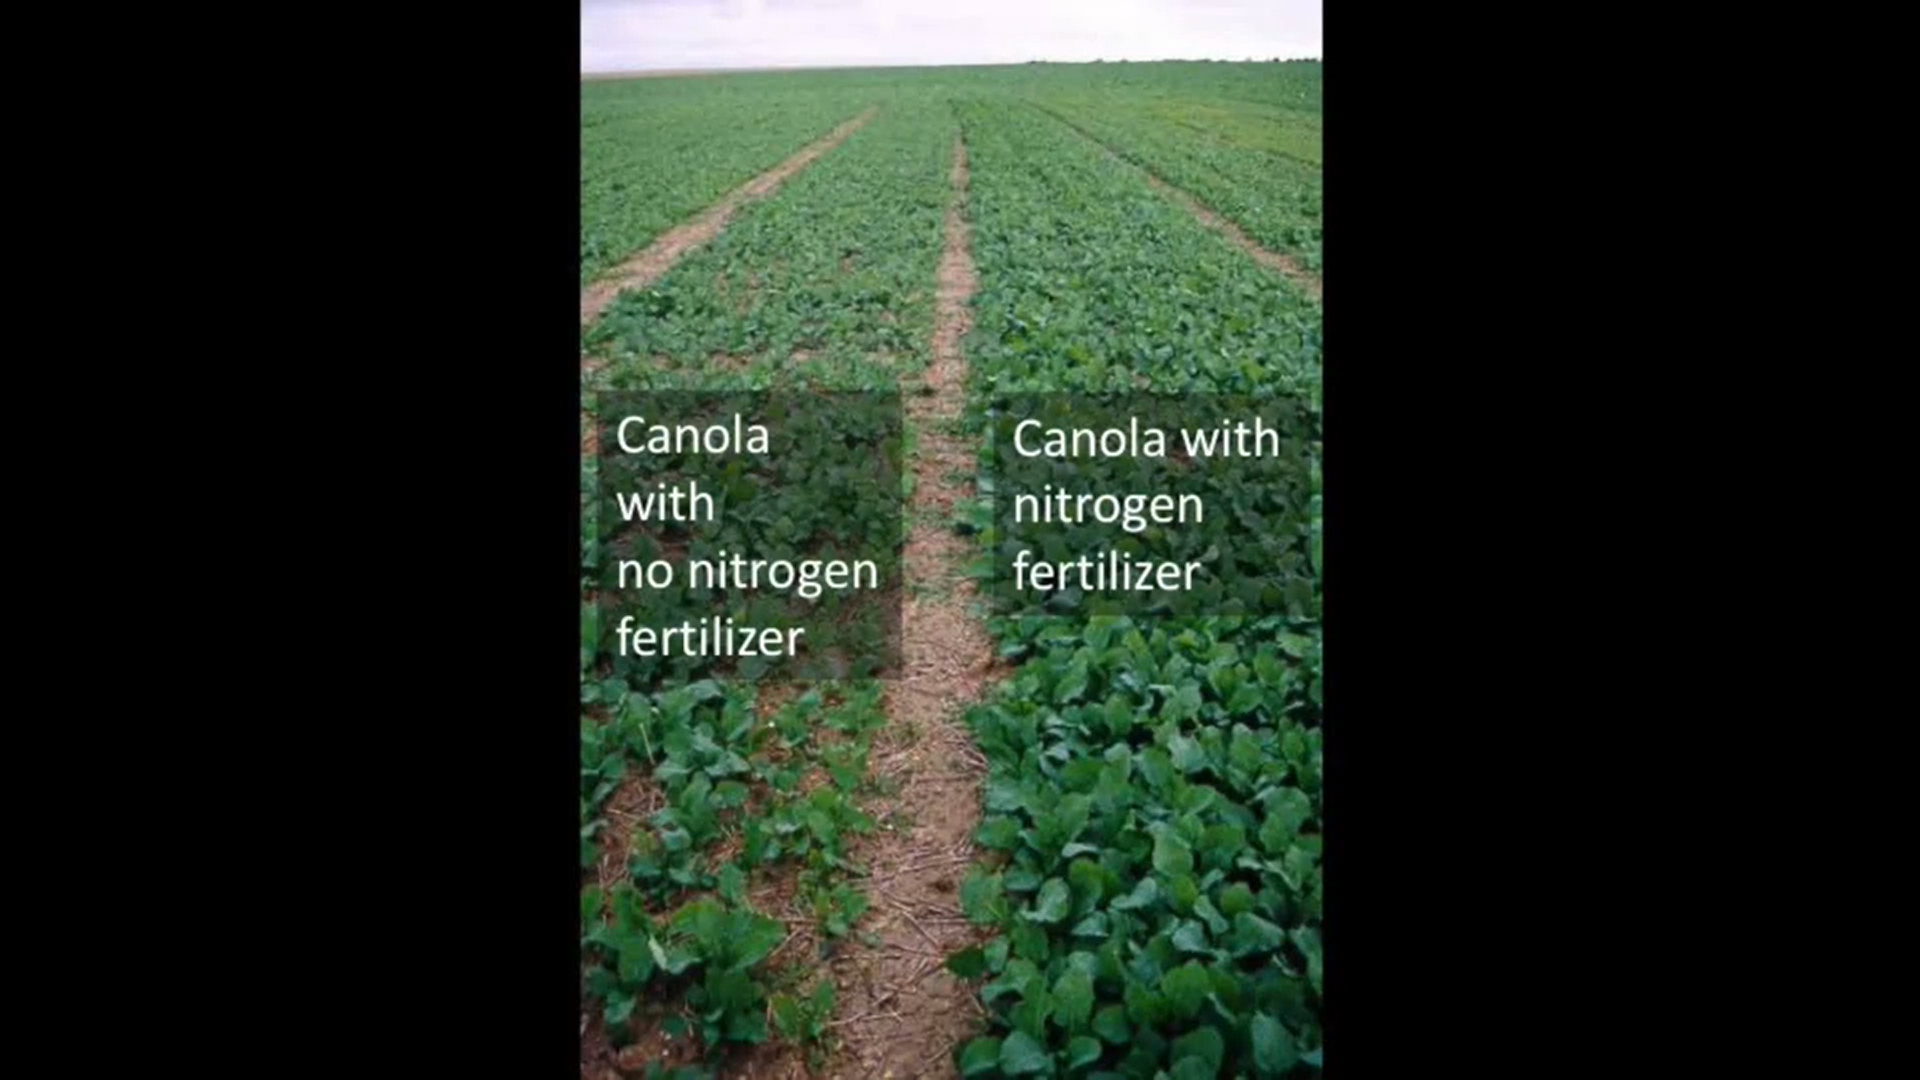 Canola
with
no nitrogen
fertilizer
Canola with
nitrogen
fertilizer